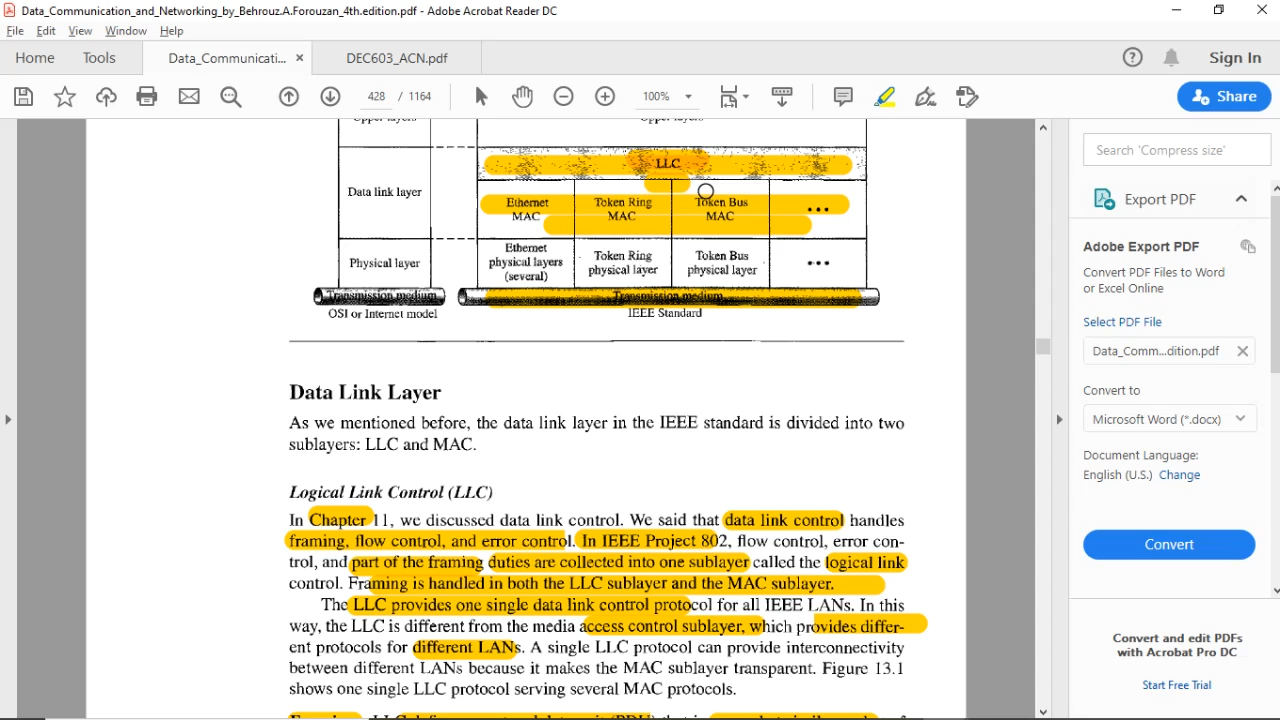 Data_Communication_and_Networking_by_Behrouz.A.Forouzan_4th.edition.pdf - Adobe Acrobat Reader DC
File Edit View Window Help
Home Tools Data_Communicati... × DEC603_ACN.pdf Sign In
428 / 1164 100% Share
Upper layers Upper layers
LLC
Data link layer
Ethernet MAC Token Ring MAC Token Bus MAC •••
Physical layer Ethernet physical layers (several) Token Ring physical layer Token Bus physical layer •••
Transmission medium Transmission medium
OSI or Internet model IEEE Standard
Data Link Layer
As we mentioned before, the data link layer in the IEEE standard is divided into two
sublayers: LLC and MAC.
Logical Link Control (LLC)
In Chapter 11, we discussed data link control. We said that data link control handles
framing, flow control, and error control. In IEEE Project 802, flow control, error con-
trol, and part of the framing duties are collected into one sublayer called the logical link
control. Framing is handled in both the LLC sublayer and the MAC sublayer.
The LLC provides one single data link control protocol for all IEEE LANs. In this
way, the LLC is different from the media access control sublayer, which provides differ-
ent protocols for different LANs. A single LLC protocol can provide interconnectivity
between different LANs because it makes the MAC sublayer transparent. Figure 13.1
shows one single LLC protocol serving several MAC protocols.
Search 'Compress size'
Export PDF
Adobe Export PDF
Convert PDF Files to Word
or Excel Online
Select PDF File
Data_Comm...dition.pdf
Convert to
Microsoft Word (*.docx)
Document Language:
English (U.S.) Change
Convert
Convert and edit PDFs
with Acrobat Pro DC
Start Free Trial